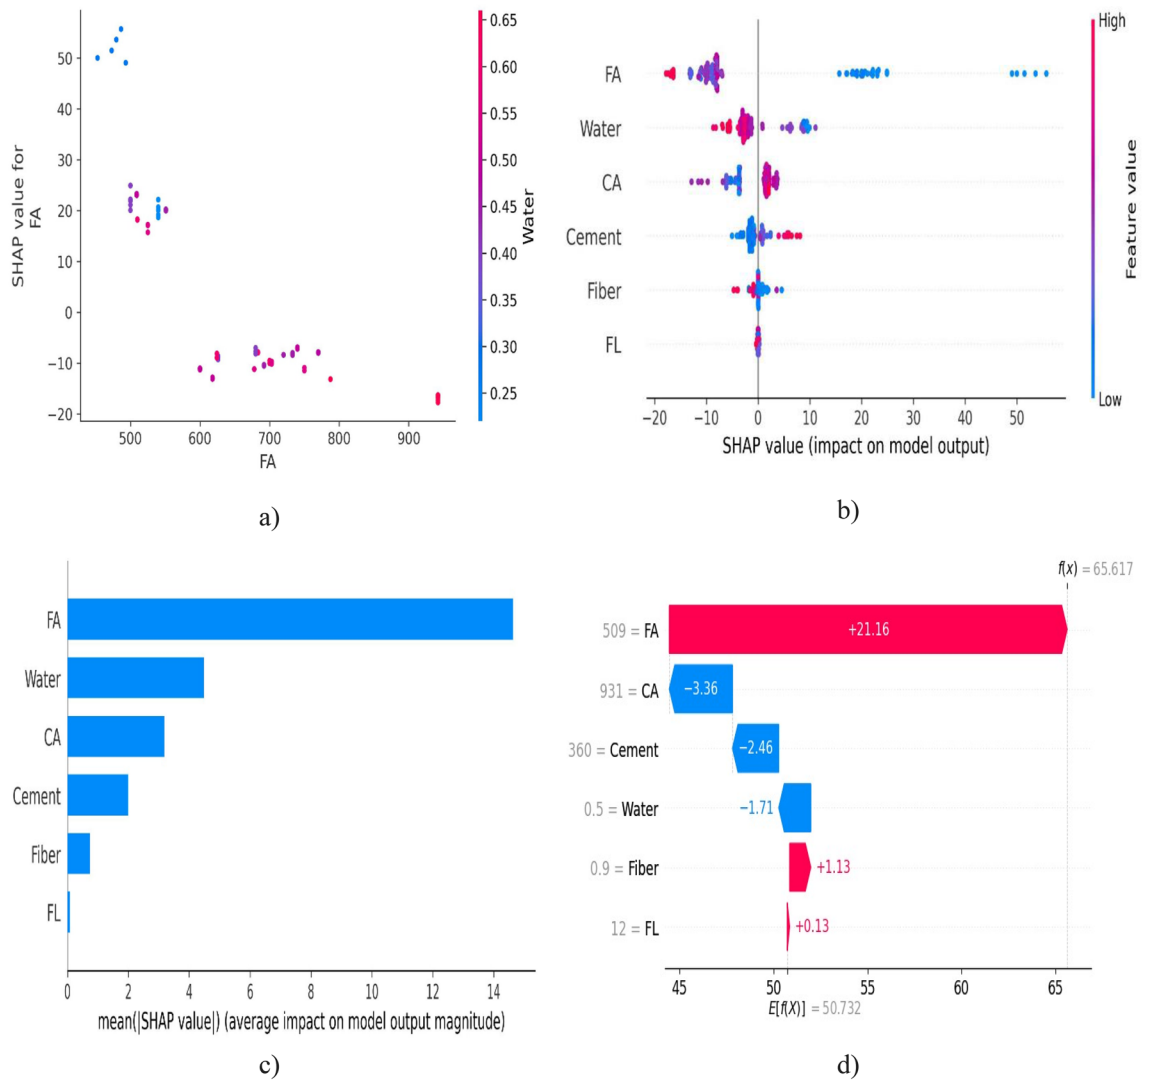 50
40
30
20
10
0
−10
−20
SHAP value for
FA
500
600
700
800
900
FA
0.65
0.60
0.55
0.50
0.45
0.40
0.35
0.30
0.25
Water
a)
FA
Water
CA
Cement
Fiber
FL
−20
−10
0
10
20
30
40
50
SHAP value (impact on model output)
High
Low
Feature value
b)
FA
Water
CA
Cement
Fiber
FL
0
2
4
6
8
10
12
14
mean(|SHAP value|) (average impact on model output magnitude)
c)
f(x) = 65.617
509 = FA
+21.16
931 = CA
−3.36
360 = Cement
−2.46
0.5 = Water
−1.71
0.9 = Fiber
+1.13
12 = FL
+0.13
45
50
55
60
65
E[f(X)] = 50.732
d)